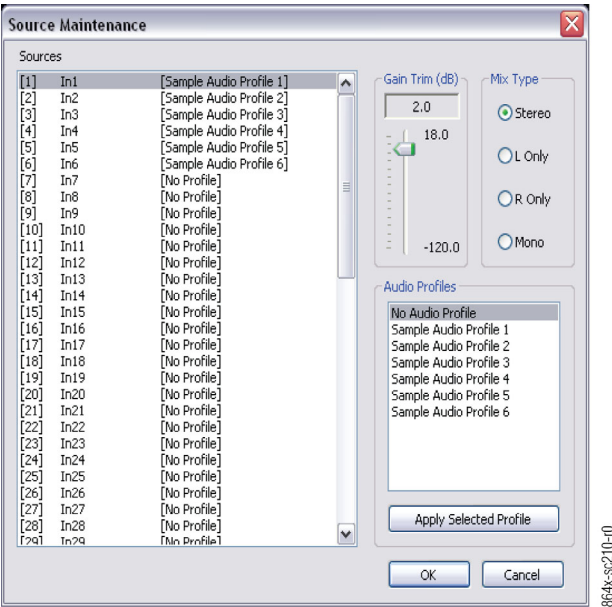 Source Maintenance
Sources
[1] In1 [Sample Audio Profile 1]
[2] In2 [Sample Audio Profile 2]
[3] In3 [Sample Audio Profile 3]
[4] In4 [Sample Audio Profile 4]
[5] In5 [Sample Audio Profile 5]
[6] In6 [Sample Audio Profile 6]
[7] In7 [No Profile]
[8] In8 [No Profile]
[9] In9 [No Profile]
[10] In10 [No Profile]
[11] In11 [No Profile]
[12] In12 [No Profile]
[13] In13 [No Profile]
[14] In14 [No Profile]
[15] In15 [No Profile]
[16] In16 [No Profile]
[17] In17 [No Profile]
[18] In18 [No Profile]
[19] In19 [No Profile]
[20] In20 [No Profile]
[21] In21 [No Profile]
[22] In22 [No Profile]
[23] In23 [No Profile]
[24] In24 [No Profile]
[25] In25 [No Profile]
[26] In26 [No Profile]
[27] In27 [No Profile]
[28] In28 [No Profile]
[29] In29 [No Profile]
Gain Trim (dB)
2.0
18.0
-120.0
Mix Type
Stereo
L Only
R Only
Mono
Audio Profiles
No Audio Profile
Sample Audio Profile 1
Sample Audio Profile 2
Sample Audio Profile 3
Sample Audio Profile 4
Sample Audio Profile 5
Sample Audio Profile 6
Apply Selected Profile
OK
Cancel
864x-sc210-r0